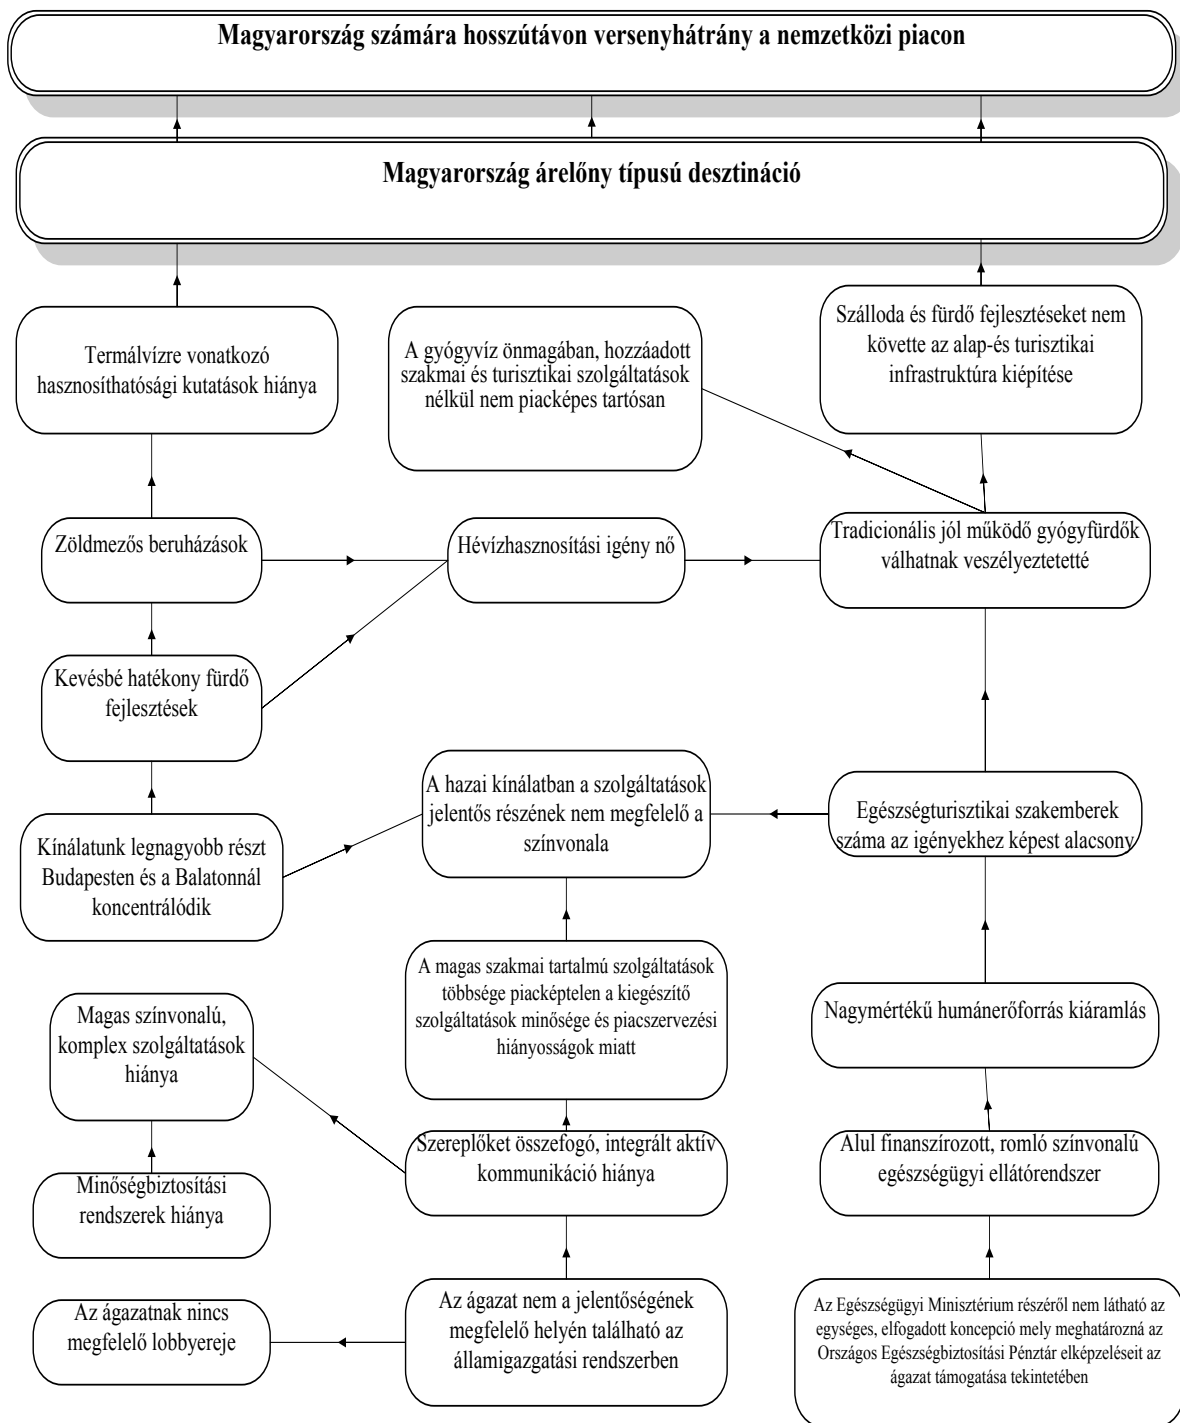 Magyarország számára hosszútávon versenyhátrány a nemzetközi piacon
Magyarország árelőny típusú desztináció
Termálvízre vonatkozó
hasznosíthatósági kutatások hiánya
A gyógyvíz önmagában, hozzáadott
szakmai és turisztikai szolgáltatások
nélkül nem piacképes tartósan
Szálloda és fürdő fejlesztéseket nem
követte az alap-és turisztikai
infrastruktúra kiépítése
Zöldmezős beruházások
Hévízhasznosítási igény nő
Tradicionális jól működő gyógyfürdők
válhatnak veszélyeztetetté
Kevésbé hatékony fürdő
fejlesztések
A hazai kínálatban a szolgáltatások
jelentős részének nem megfelelő a
színvonala
Egészségturisztikai szakemberek
száma az igényekhez képest alacsony
Kínálatunk legnagyobb részt
Budapesten és a Balatonnál
koncentrálódik
A magas szakmai tartalmú szolgáltatások
többsége piacképtelen a kiegészítő
szolgáltatások minősége és piacszervezési
hiányosságok miatt
Magas színvonalú,
komplex szolgáltatások
hiánya
Nagymértékű humánerőforrás kiáramlás
Szereplőket összefogó, integrált aktív
kommunikáció hiánya
Alul finanszírozott, romló színvonalú
egészségügyi ellátórendszer
Minőségbiztosítási
rendszerek hiánya
Az ágazatnak nincs
megfelelő lobbyereje
Az ágazat nem a jelentőségének
megfelelő helyén található az
államigazgatási rendszerben
Az Egészségügyi Minisztérium részéről nem látható az
egységes, elfogadott koncepció mely meghatározná az
Országos Egészségbiztosítási Pénztár elképzeléseit az
ágazat támogatása tekintetében